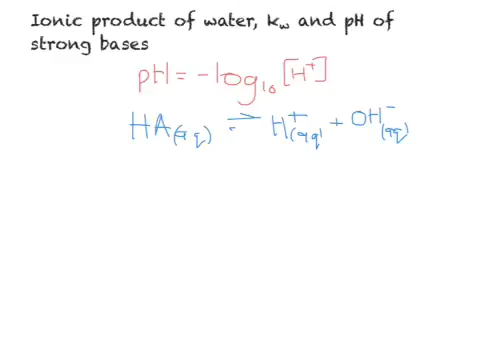 Ionic product of water, kw and pH of
strong bases
pH = -log₁₀ [H⁺]
HA(aq) ⇌ H⁺(aq) + OH⁻(aq)